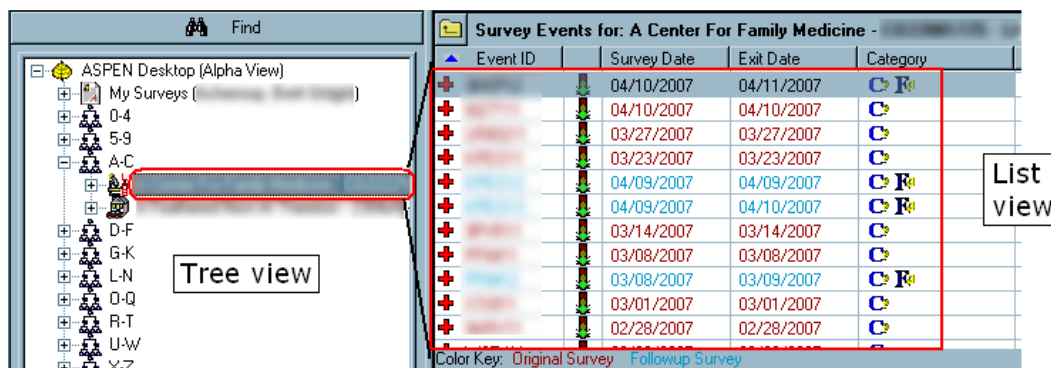 Find
ASPEN Desktop (Alpha View)
My Surveys (
0-4
5-9
A-C
D-F
G-K
L-N
O-Q
R-T
U-W
X-Z
Tree view
Survey Events for: A Center For Family Medicine -
Event ID Survey Date Exit Date Category
04/10/2007 04/11/2007 C F
04/10/2007 04/10/2007 C
03/27/2007 03/27/2007 C
03/23/2007 03/23/2007 C
04/09/2007 04/09/2007 C F
04/09/2007 04/10/2007 C F
03/14/2007 03/14/2007 C
03/08/2007 03/08/2007 C
03/08/2007 03/09/2007 C F
03/01/2007 03/01/2007 C
02/28/2007 02/28/2007 C
Color Key: Original Survey Followup Survey
List
view